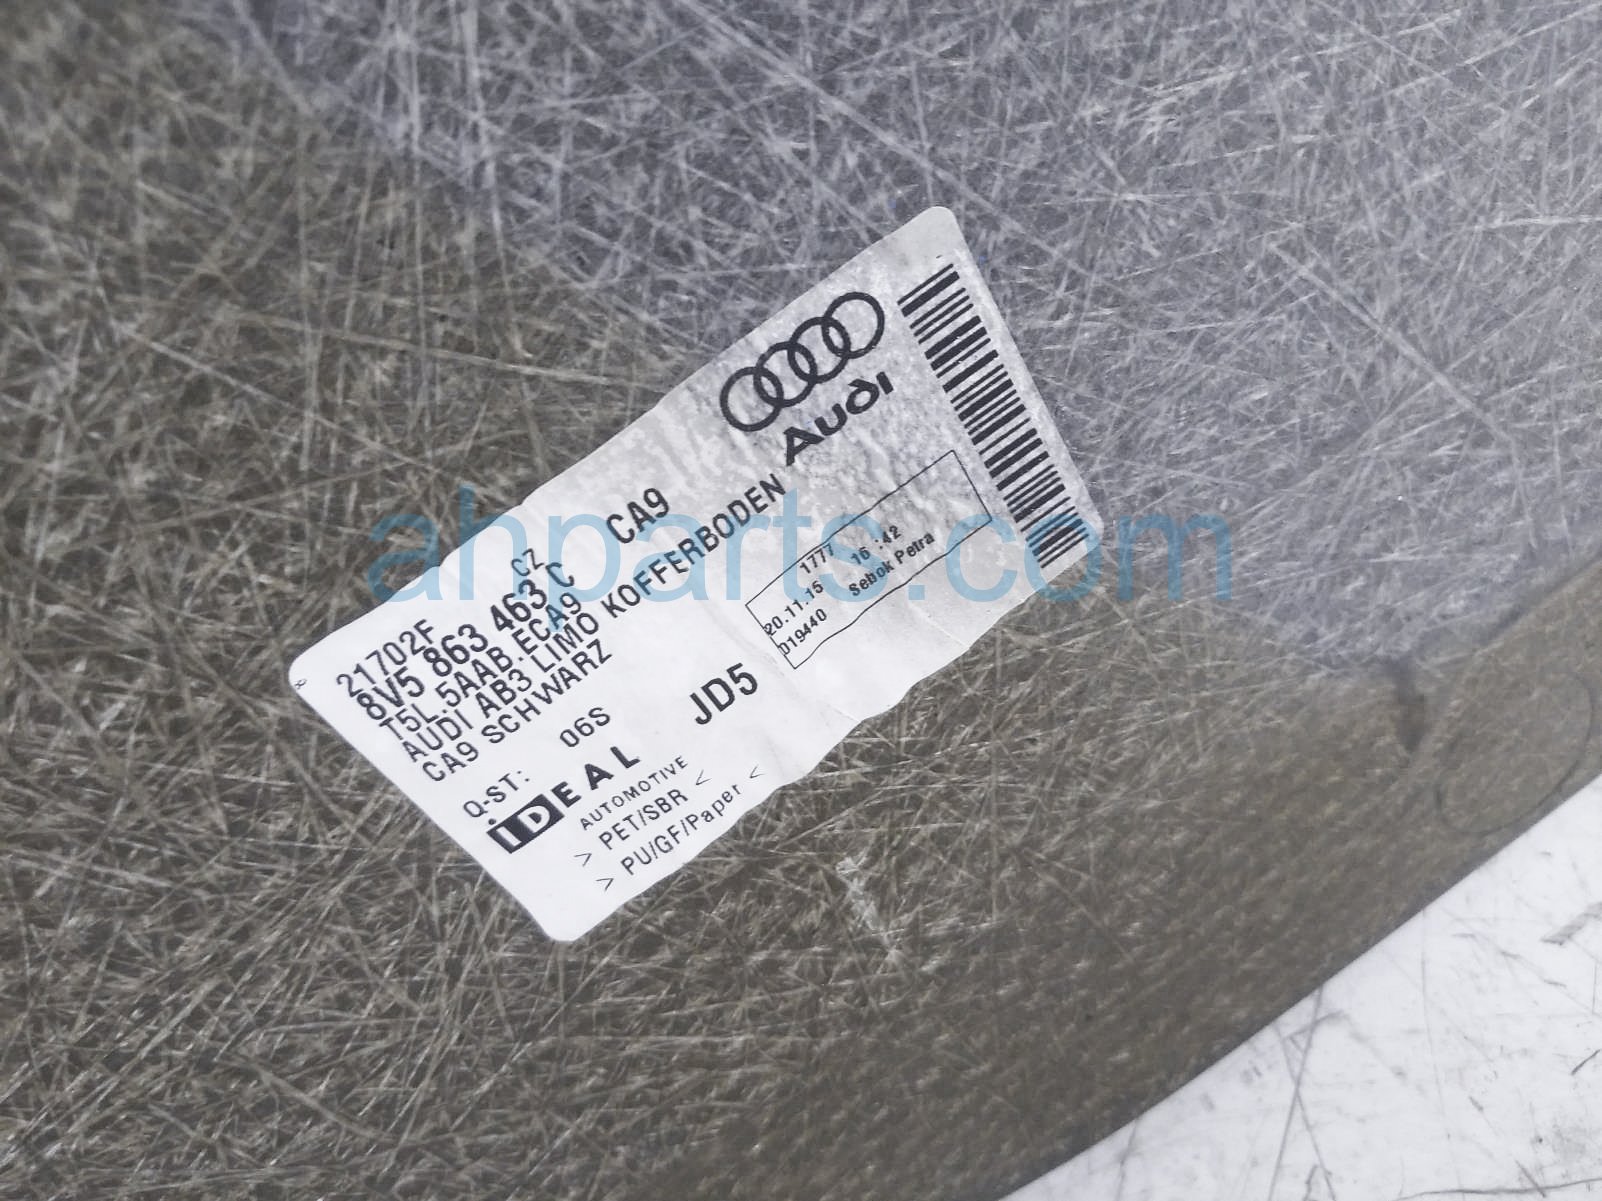 21702F CZ
8V5 863 463 C CA9
T5L.5AAB.ECA9
AUDI AB3 LIMO KOFFERBODEN
CA9 SCHWARZ
Q-ST: 06S
IDEAL
AUTOMOTIVE
JD5
> PET/SBR <
> PU/GF/Paper <
Audi
1777
20.11.15 16:42
D19440 Sebok Petra
ahparts.com